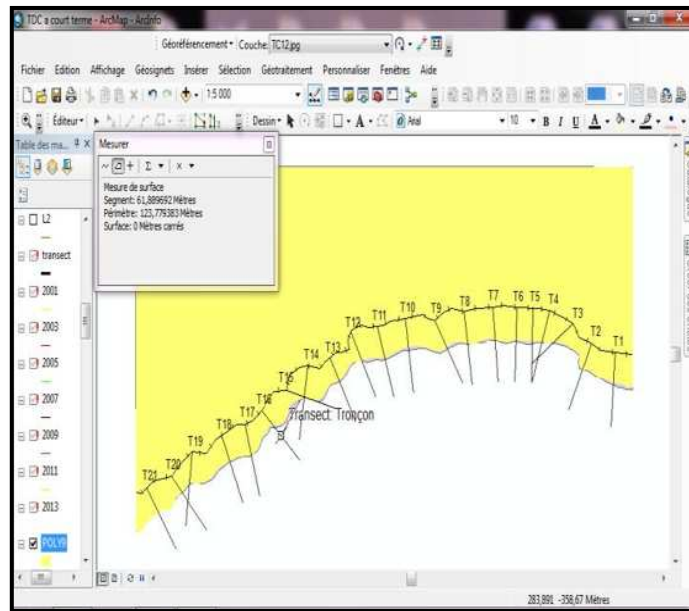 TDC a court terme - ArcMap - ArcInfo
Géoréférencement Couche: TC12.jpg
Fichier Edition Affichage Géosignets Insérer Sélection Géotraitement Personnaliser Fenêtres Aide
1:5 000
Éditeur Dessin A Arial 10 B I U A
Table des ma...
Mesurer
Mesure de surface
Segment: 61,889692 Mètres
Périmètre: 123,779383 Mètres
Surface: 0 Mètres carrés
L2
transect
2001
2003
2005
2007
2009
2011
2013
POLY9
T12 T11 T10 T9 T8 T7 T6 T5 T4 T3 T2 T1
T21 T20 T19 T18 T17 T16 T15 T14 T13
Transect: Tronçon
283,891 -358,67 Mètres